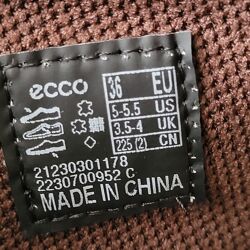 ecco
36 EU
5-5.5 US
3.5-4 UK
225 (2) CN
21230301178
2230700952 C
MADE IN CHINA